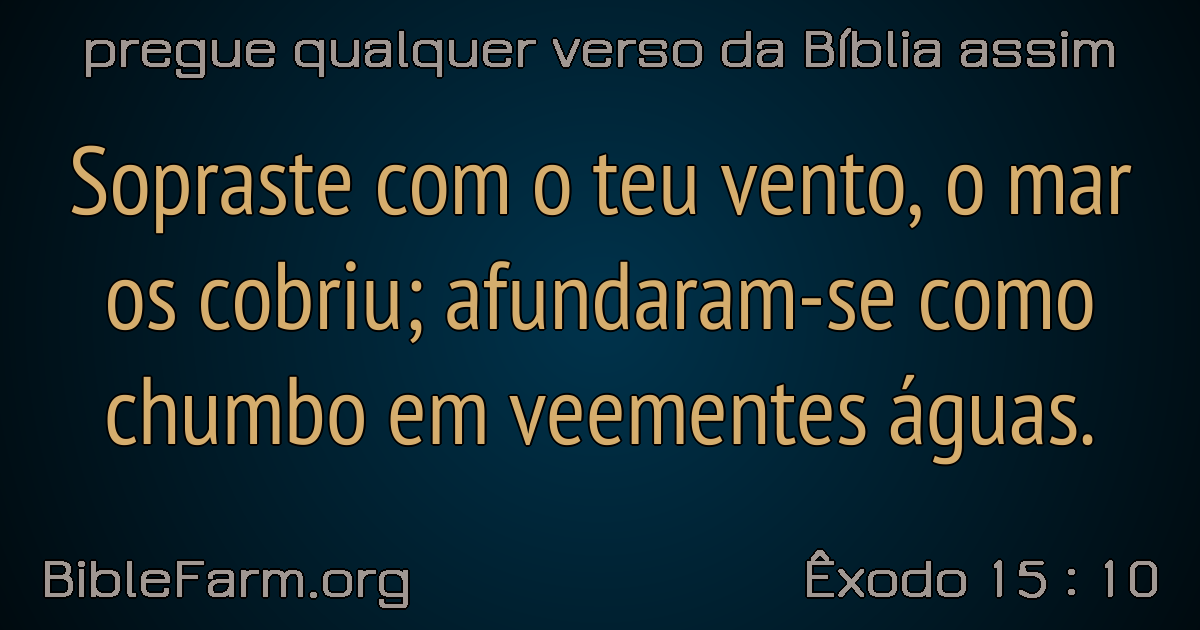 pregue qualquer verso da Bíblia assim
Sopraste com o teu vento, o mar
os cobriu; afundaram-se como
chumbo em veementes águas.
BibleFarm.org
Êxodo 15 : 10